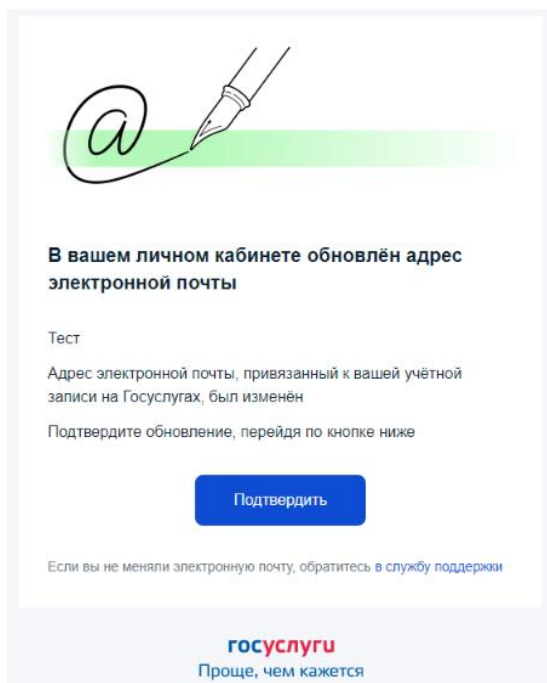 @
В вашем личном кабинете обновлён адрес
электронной почты
Тест
Адрес электронной почты, привязанный к вашей учётной
записи на Госуслугах, был изменён
Подтвердите обновление, перейдя по кнопке ниже
Подтвердить
Если вы не меняли электронную почту, обратитесь в службу поддержки
госуслуги
Проще, чем кажется